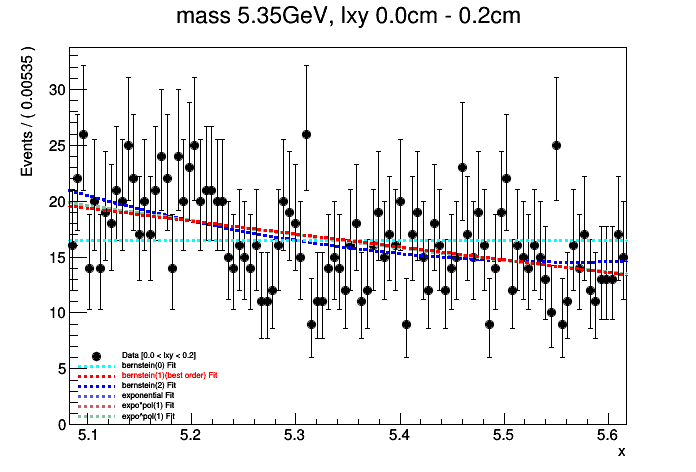 mass 5.35GeV, lxy 0.0cm - 0.2cm
Events / ( 0.00535 )
30
25
20
15
10
5
0
Data [0.0 < lxy < 0.2]
bernstein(0) Fit
bernstein(1)(best order) Fit
bernstein(2) Fit
exponential Fit
expo*pol(1) Fit
expo^pol(1) Fit
5.1 5.2 5.3 5.4 5.5 5.6
x